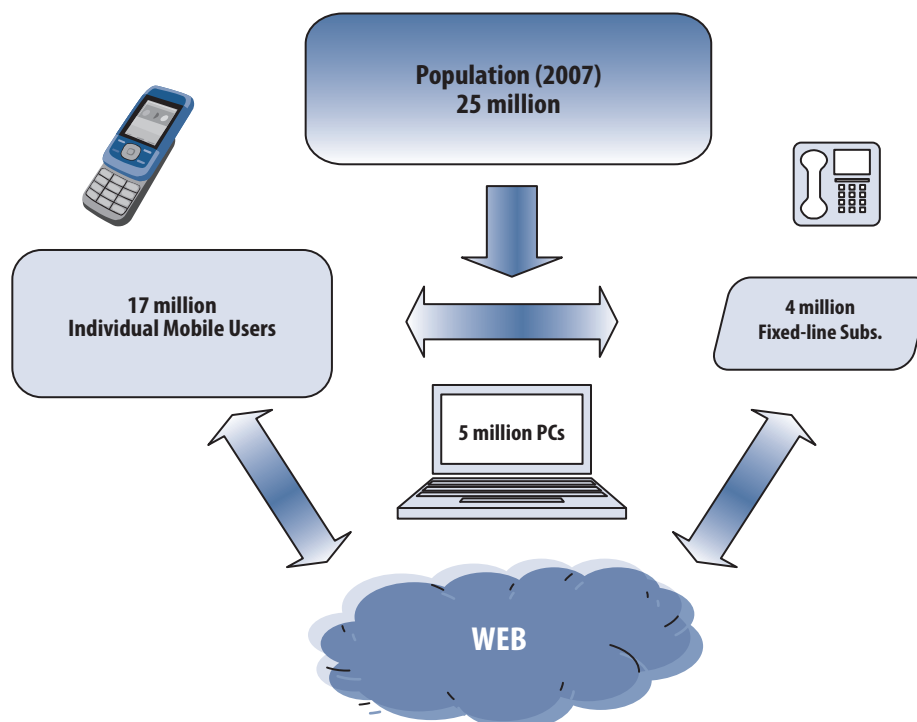 Population (2007)
25 million
17 million
Individual Mobile Users
4 million
Fixed-line Subs.
5 million PCs
WEB